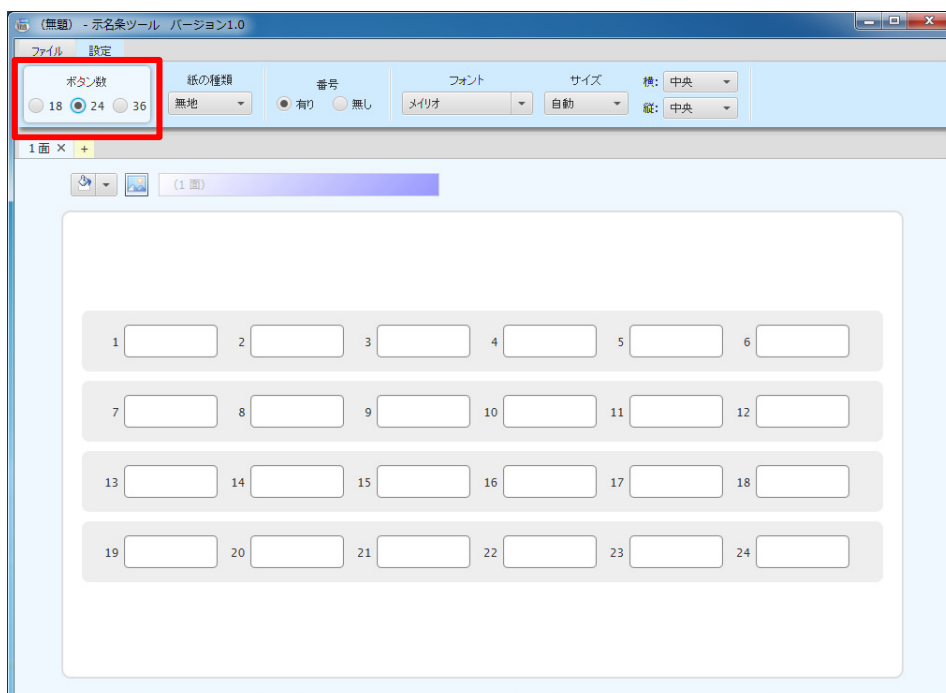 （無題） - 示名条ツール バージョン1.0
ファイル 設定
ボタン数 紙の種類 番号 フォント サイズ 横: 中央
18 24 36 無地 有り 無し メイリオ 自動 縦: 中央
1面 × +
(1 面)
1 2 3 4 5 6
7 8 9 10 11 12
13 14 15 16 17 18
19 20 21 22 23 24